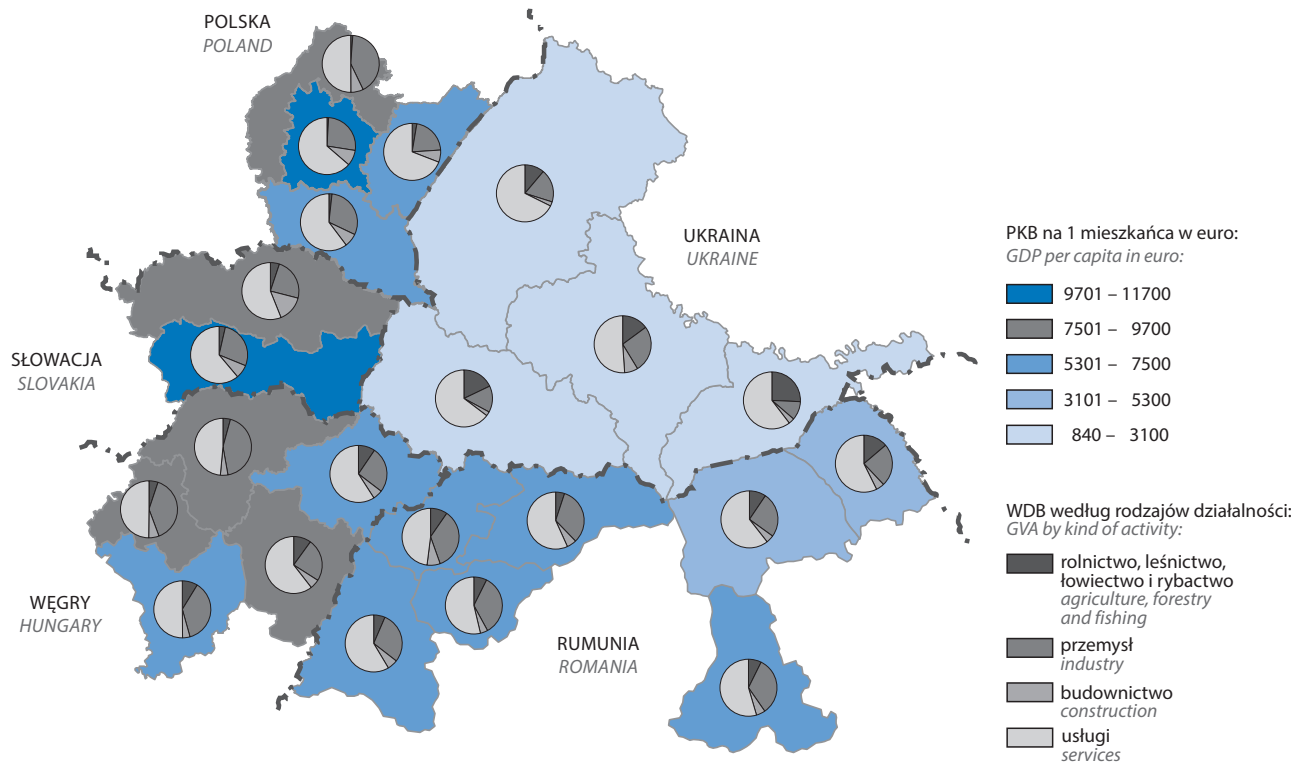 POLSKA
POLAND
UKRAINA
UKRAINE
SŁOWACJA
SLOVAKIA
WĘGRY
HUNGARY
RUMUNIA
ROMANIA
PKB na 1 mieszkańca w euro:
GDP per capita in euro:
9701 – 11700
7501 – 9700
5301 – 7500
3101 – 5300
840 – 3100
WDB według rodzajów działalności:
GVA by kind of activity:
rolnictwo, leśnictwo,
łowiectwo i rybactwo
agriculture, forestry
and fishing
przemysł
industry
budownictwo
construction
usługi
services